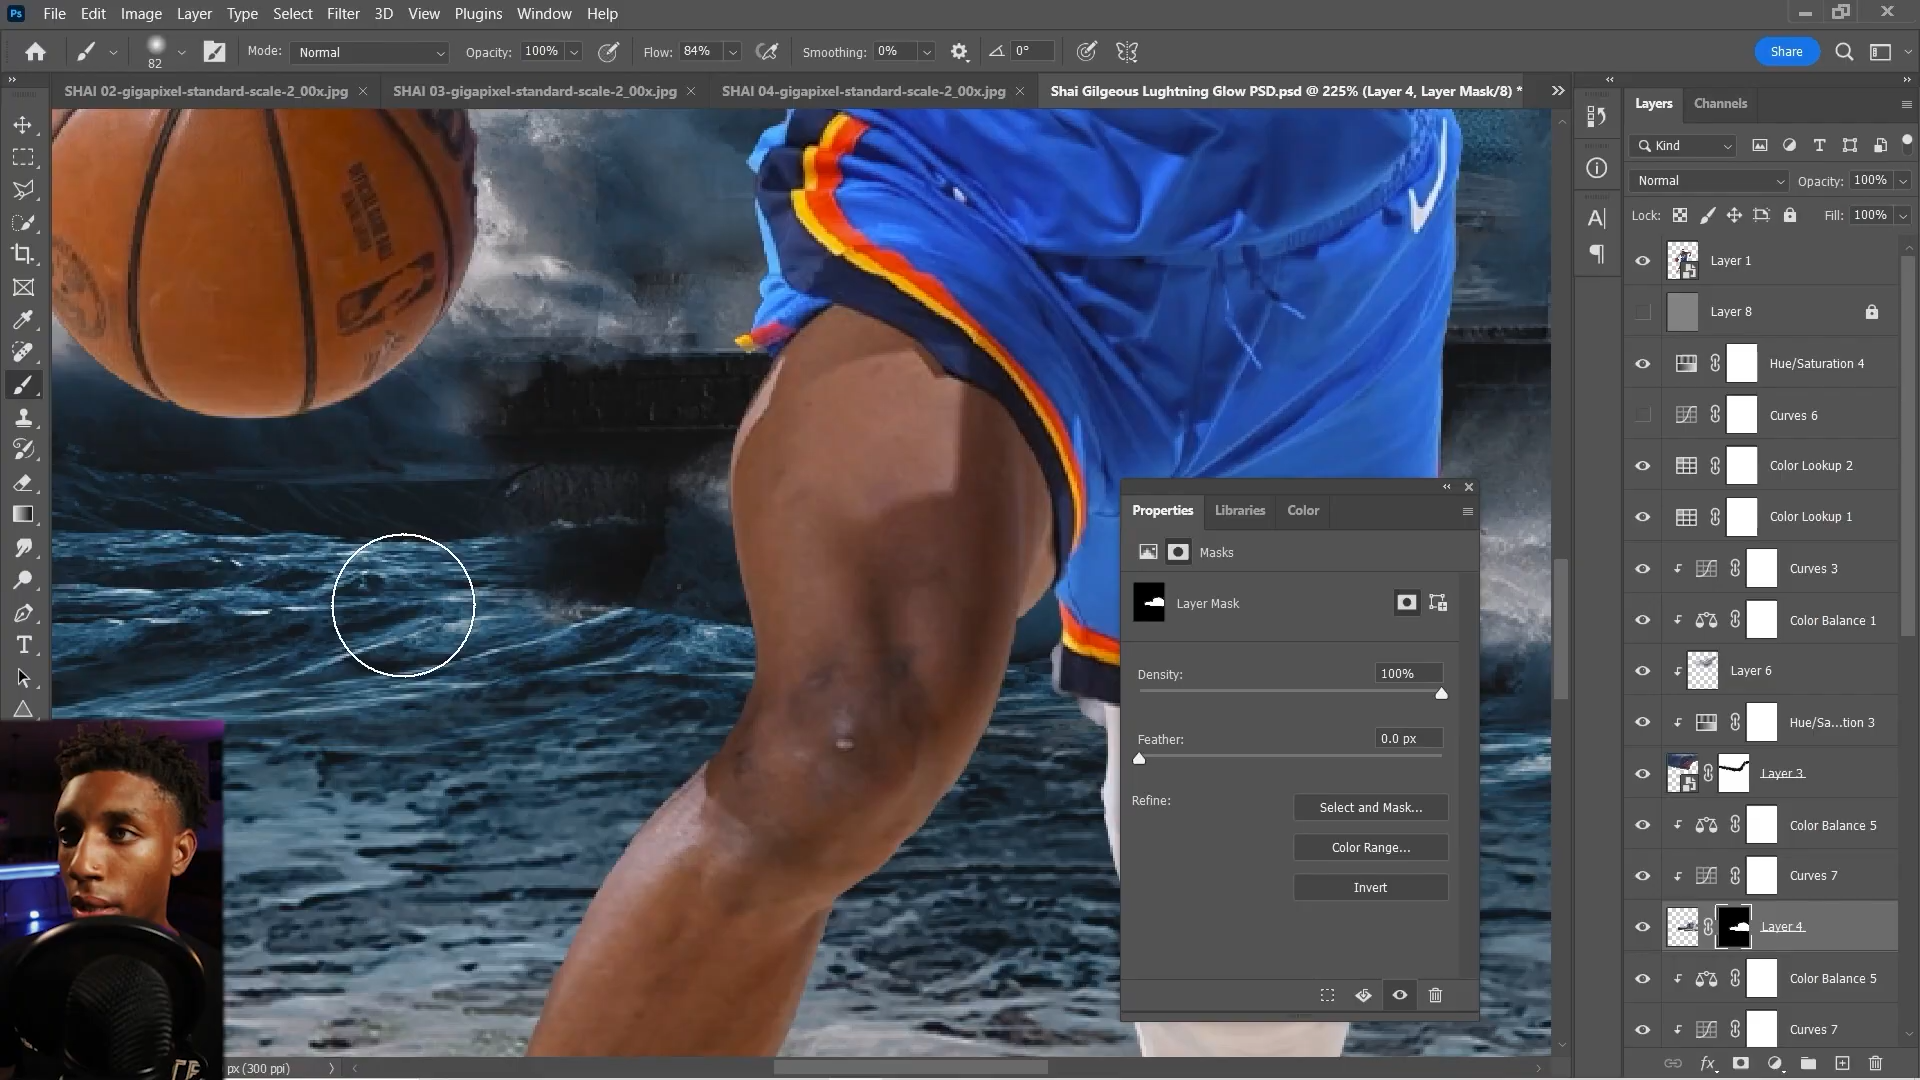 Ps File Edit Image Layer Type Select Filter 3D View Plugins Window Help
82 Mode: Normal Opacity: 100% Flow: 84% Smoothing: 0% 0° Share
SHAI 02-gigapixel-standard-scale-2_00x.jpg SHAI 03-gigapixel-standard-scale-2_00x.jpg SHAI 04-gigapixel-standard-scale-2_00x.jpg Shai Gilgeous Lughtning Glow PSD.psd @ 225% (Layer 4, Layer Mask/8) *
Layers Channels
Kind
Normal Opacity: 100%
Lock: Fill: 100%
Layer 1
Layer 8
Hue/Saturation 4
Curves 6
Color Lookup 2
Color Lookup 1
Curves 3
Color Balance 1
Layer 6
Hue/Sa...tion 3
Layer 3
Color Balance 5
Curves 7
Layer 4
Color Balance 5
Curves 7
Properties Libraries Color
Masks
Layer Mask
Density: 100%
Feather: 0.0 px
Refine: Select and Mask...
Color Range...
Invert
px (300 ppi)